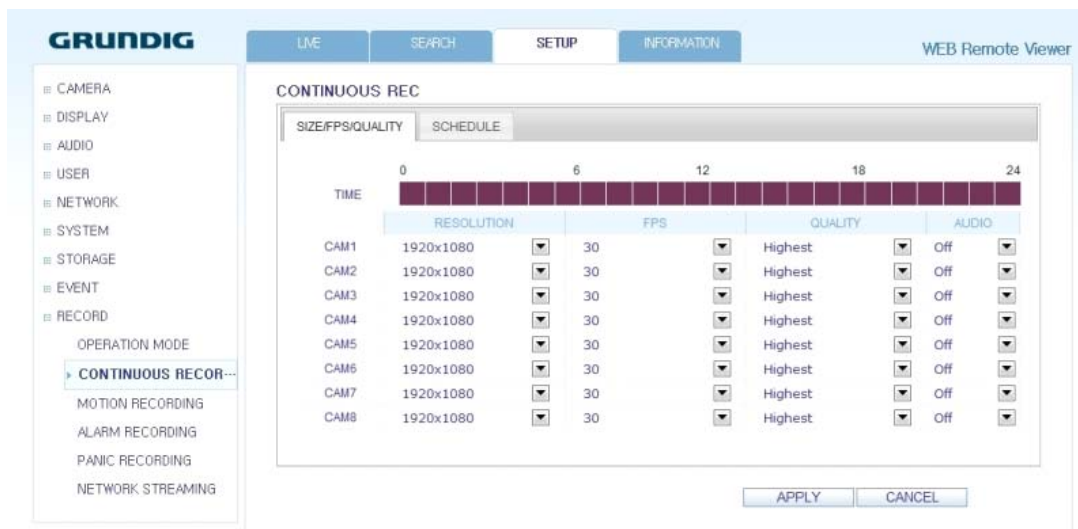 GRUNDIG
LIVE SEARCH SETUP INFORMATION
WEB Remote Viewer
CAMERA
DISPLAY
AUDIO
USER
NETWORK
SYSTEM
STORAGE
EVENT
RECORD
OPERATION MODE
CONTINUOUS RECOR...
MOTION RECORDING
ALARM RECORDING
PANIC RECORDING
NETWORK STREAMING
CONTINUOUS REC
SIZE/FPS/QUALITY SCHEDULE
0 6 12 18 24
TIME
RESOLUTION FPS QUALITY AUDIO
CAM1 1920x1080 30 Highest Off
CAM2 1920x1080 30 Highest Off
CAM3 1920x1080 30 Highest Off
CAM4 1920x1080 30 Highest Off
CAM5 1920x1080 30 Highest Off
CAM6 1920x1080 30 Highest Off
CAM7 1920x1080 30 Highest Off
CAM8 1920x1080 30 Highest Off
APPLY CANCEL